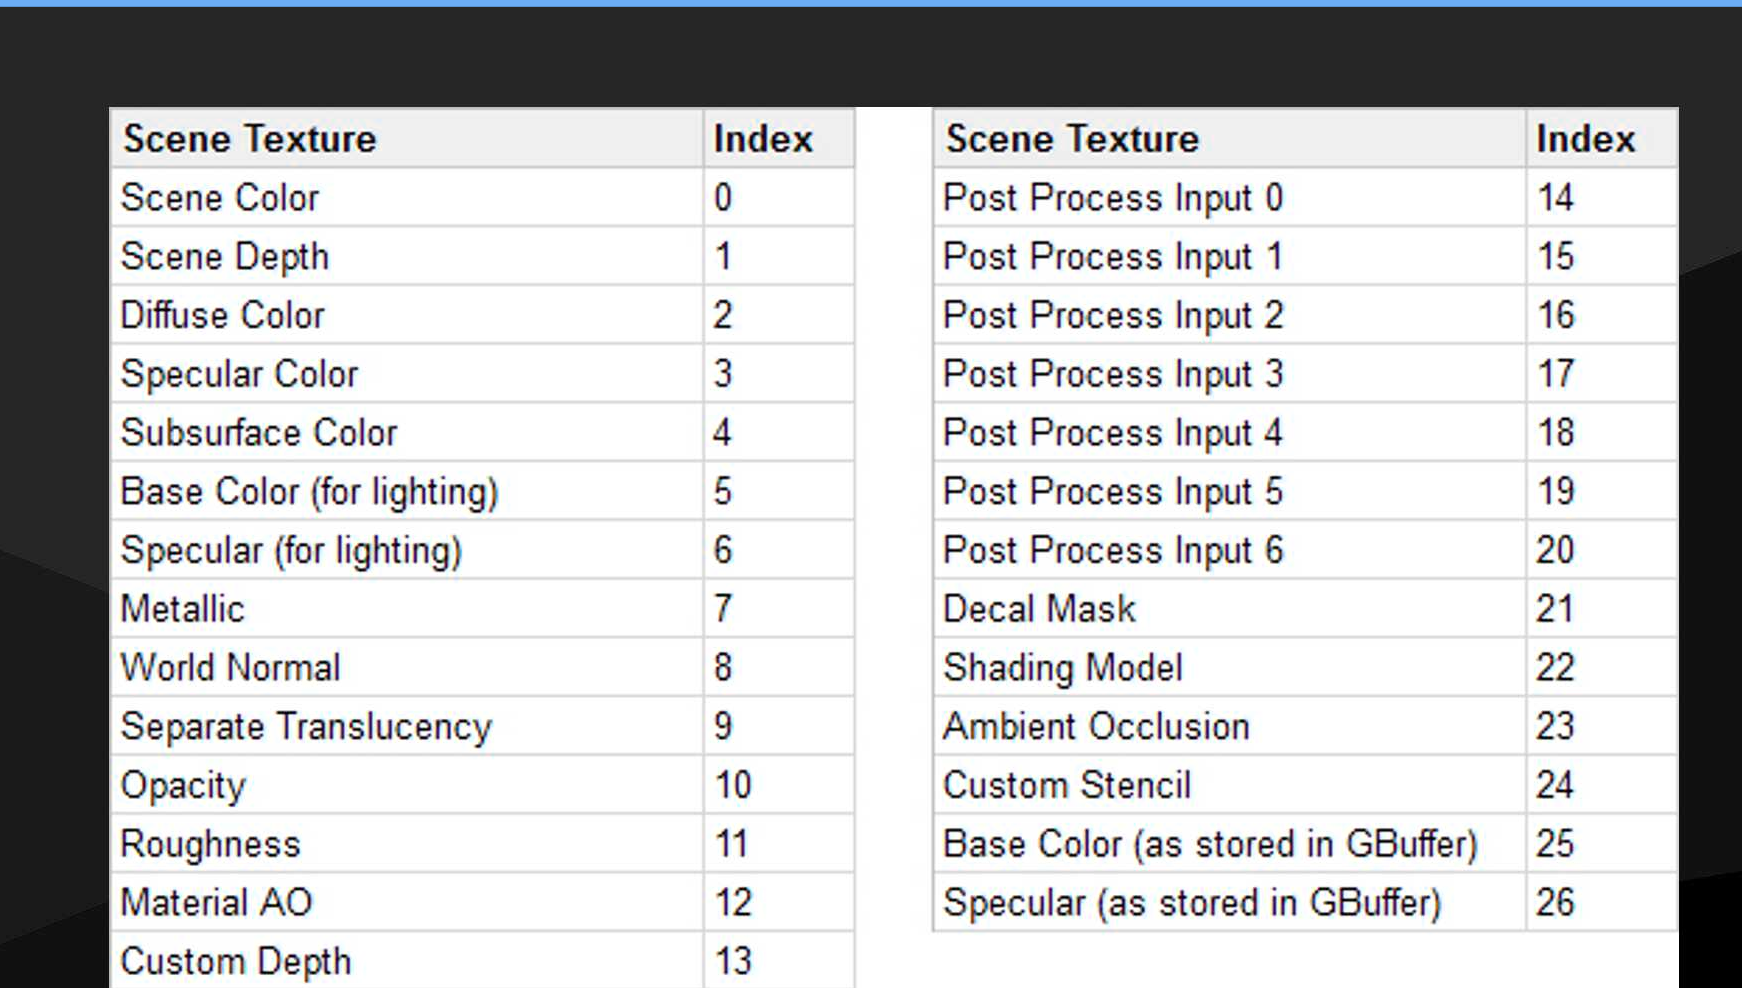 Scene Texture Index
Scene Color 0
Scene Depth 1
Diffuse Color 2
Specular Color 3
Subsurface Color 4
Base Color (for lighting) 5
Specular (for lighting) 6
Metallic 7
World Normal 8
Separate Translucency 9
Opacity 10
Roughness 11
Material AO 12
Custom Depth 13
Scene Texture Index
Post Process Input 0 14
Post Process Input 1 15
Post Process Input 2 16
Post Process Input 3 17
Post Process Input 4 18
Post Process Input 5 19
Post Process Input 6 20
Decal Mask 21
Shading Model 22
Ambient Occlusion 23
Custom Stencil 24
Base Color (as stored in GBuffer) 25
Specular (as stored in GBuffer) 26